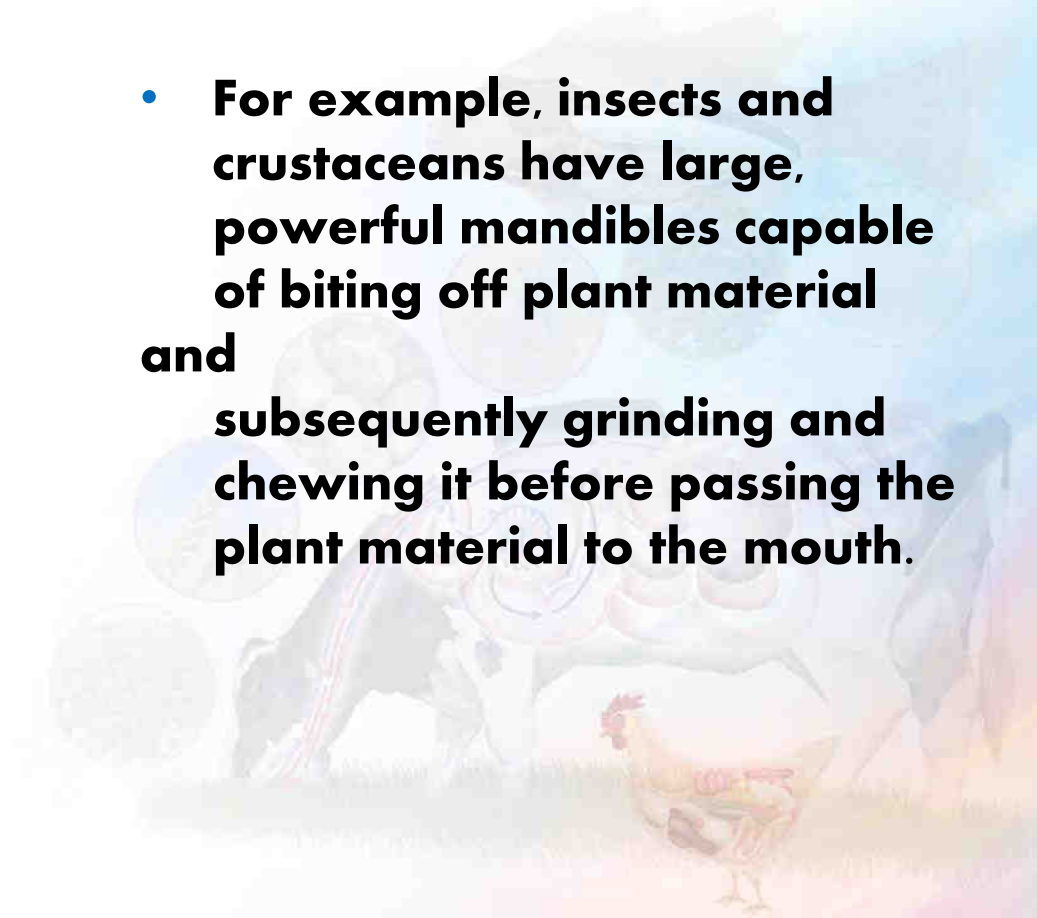 • For example, insects and
crustaceans have large,
powerful mandibles capable
of biting off plant material
and
subsequently grinding and
chewing it before passing the
plant material to the mouth.